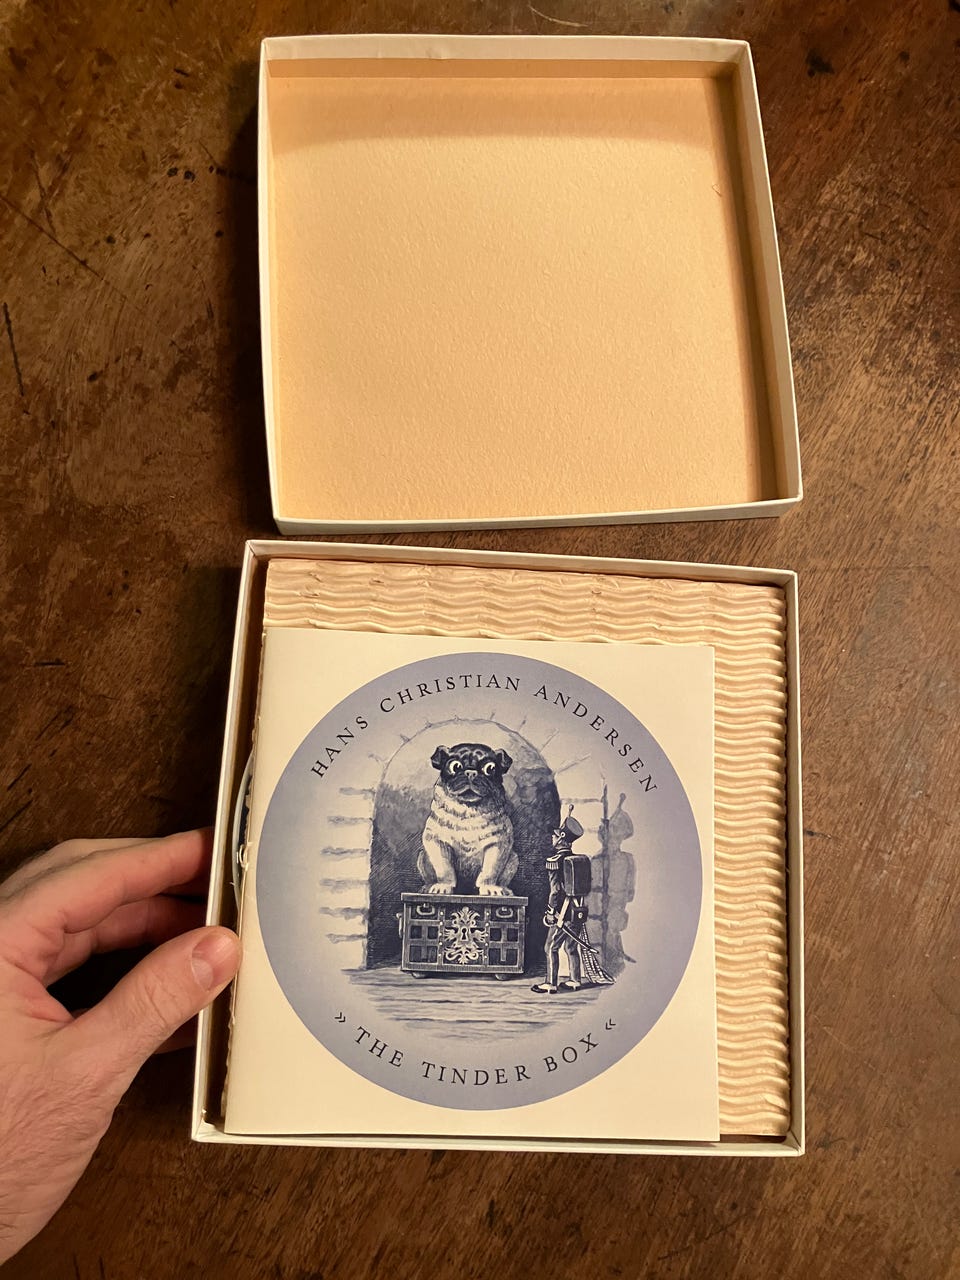 HANS CHRISTIAN ANDERSEN
» THE TINDER BOX «